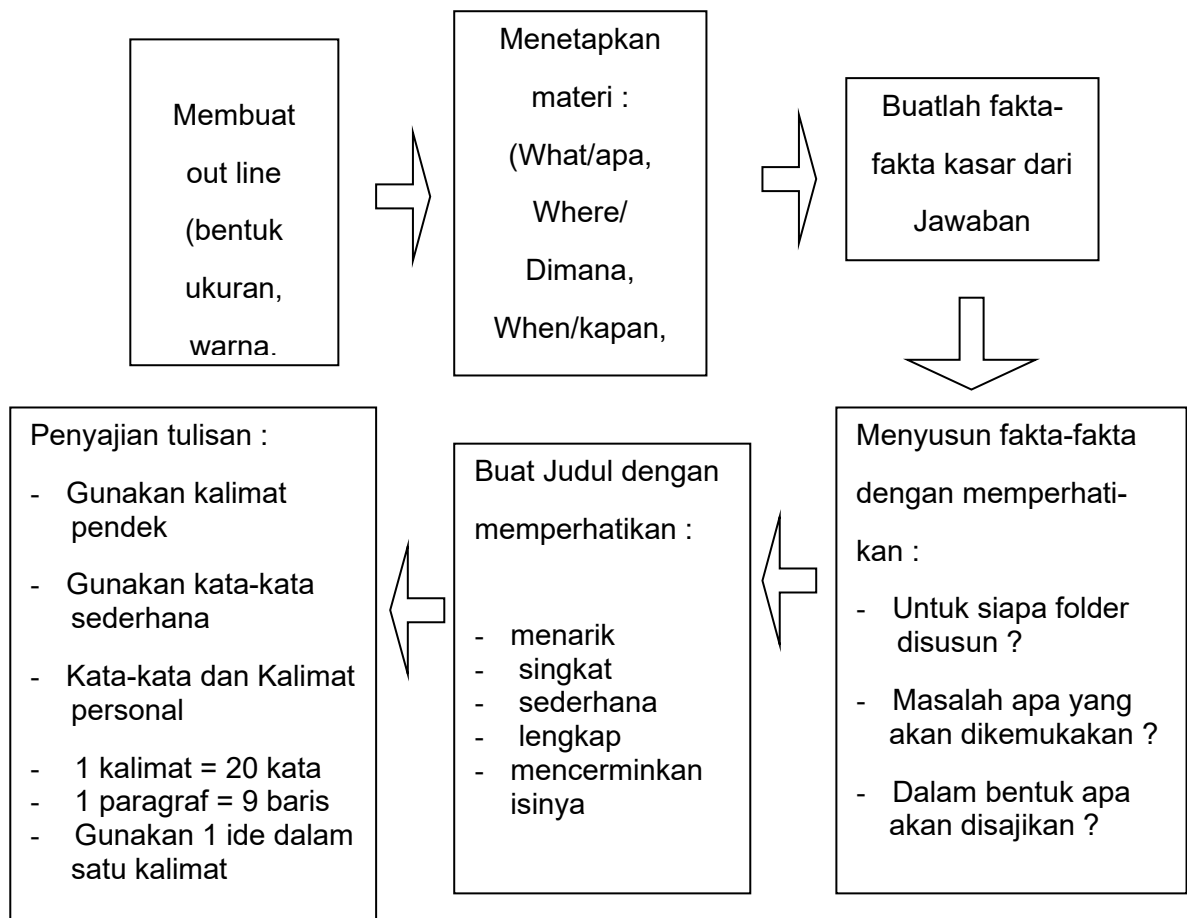 Membuat
out line
(bentuk
ukuran,
warna.
Menetapkan
materi :
(What/apa,
Where/
Dimana,
When/kapan,
Buatlah fakta-
fakta kasar dari
Jawaban
Menyusun fakta-fakta
dengan memperhati-
kan :
- Untuk siapa folder
disusun ?
- Masalah apa yang
akan dikemukakan ?
- Dalam bentuk apa
akan disajikan ?
Buat Judul dengan
memperhatikan :
- menarik
- singkat
- sederhana
- lengkap
- mencerminkan
isinya
Penyajian tulisan :
- Gunakan kalimat
pendek
- Gunakan kata-kata
sederhana
- Kata-kata dan Kalimat
personal
- 1 kalimat = 20 kata
- 1 paragraf = 9 baris
- Gunakan 1 ide dalam
satu kalimat